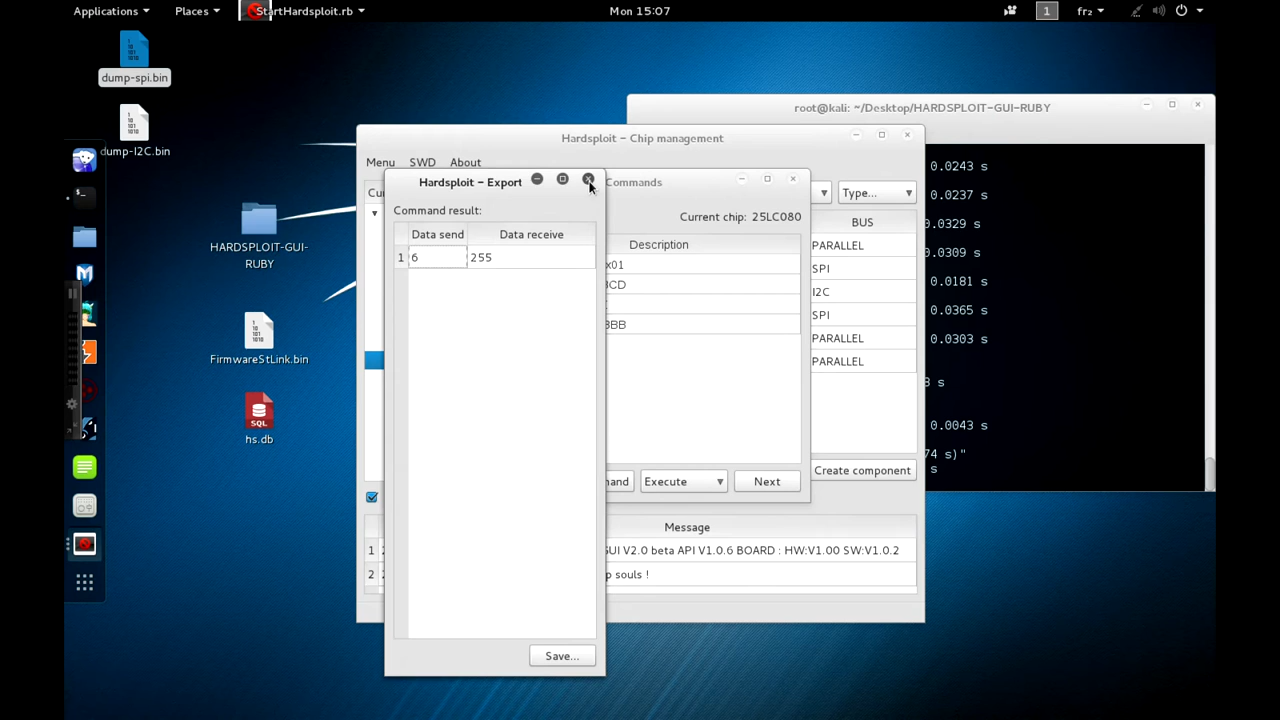 Applications
Places
StartHardsploit.rb
Mon 15:07
1
fr₂
dump-spi.bin
dump-I2C.bin
HARDSPLOIT-GUI-
RUBY
FirmwareStLink.bin
SQL
hs.db
root@kali: ~/Desktop/HARDSPLOIT-GUI-RUBY
0.0243 s
0.0237 s
0.0329 s
0.0309 s
0.0181 s
0.0365 s
0.0303 s
s
0.0043 s
74 s)"
s
Hardsploit – Chip management
Menu
SWD
About
Type...
BUS
PARALLEL
SPI
I2C
SPI
PARALLEL
PARALLEL
Create component
Message
1
GUI V2.0 beta API V1.0.6 BOARD : HW:V1.00 SW:V1.0.2
2
p souls !
Commands
Current chip: 25LC080
Description
x01
BCD
BBB
Execute
Next
Hardsploit – Export
Command result:
Data send
Data receive
1
6
255
Save...